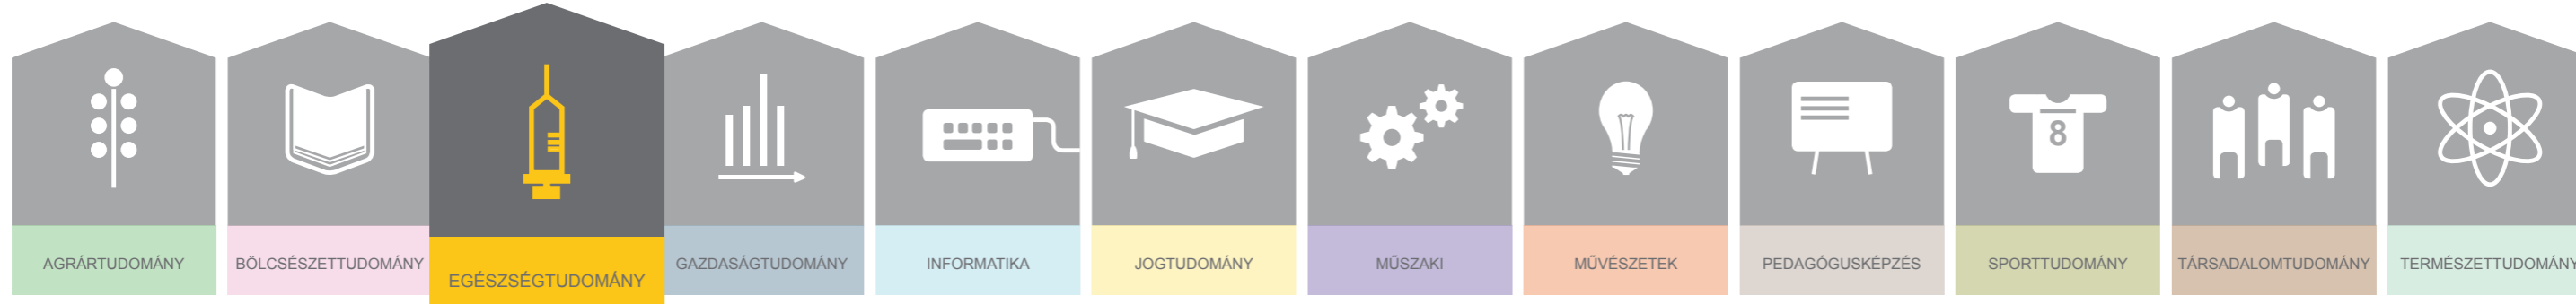 8
AGRÁRTUDOMÁNY
BÖLCSÉSZETTUDOMÁNY
EGÉSZSÉGTUDOMÁNY
GAZDASÁGTUDOMÁNY
INFORMATIKA
JOGTUDOMÁNY
MŰSZAKI
MŰVÉSZETEK
PEDAGÓGUSKÉPZÉS
SPORTTUDOMÁNY
TÁRSADALOMTUDOMÁNY
TERMÉSZETTUDOMÁNY